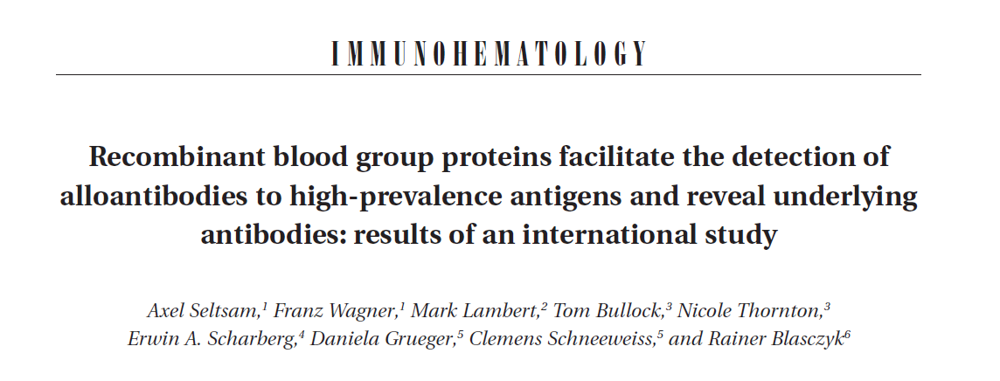 IMMUNOHEMATOLOGY
Recombinant blood group proteins facilitate the detection of
alloantibodies to high-prevalence antigens and reveal underlying
antibodies: results of an international study
Axel Seltsam,¹ Franz Wagner,¹ Mark Lambert,² Tom Bullock,³ Nicole Thornton,³
Erwin A. Scharberg,⁴ Daniela Grueger,⁵ Clemens Schneeweiss,⁵ and Rainer Blasczyk⁶